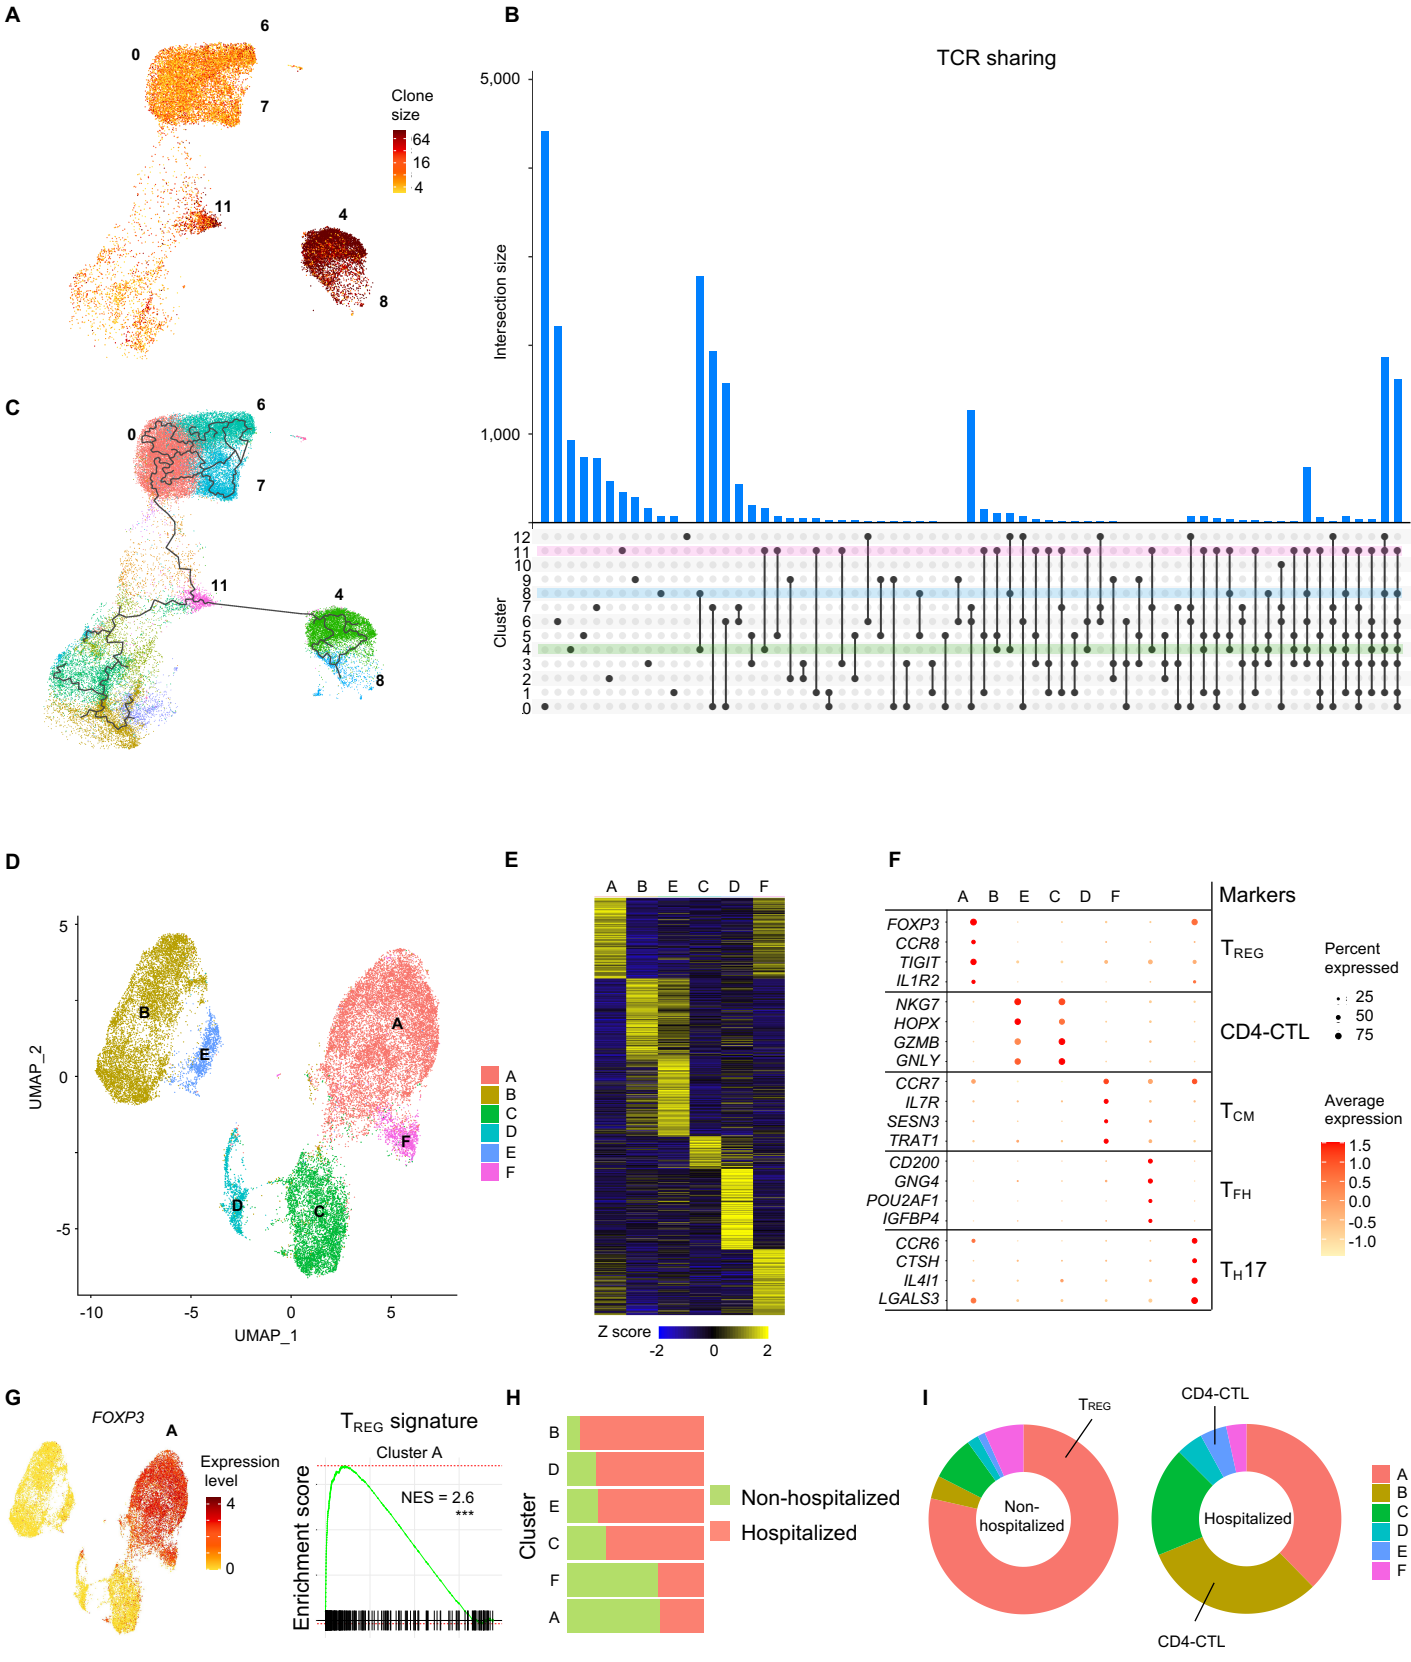 A
6
0
7
Clone
size
64
16
4
11
4
8
B
TCR sharing
5,000
1,000
Intersection size
12
11
10
9
8
7
6
5
4
3
2
1
0
Cluster
C
6
0
7
11
4
8
D
5
0
-5
-10
-5
0
5
UMAP_2
UMAP_1
B
E
A
F
D
C
A
B
C
D
E
F
E
A B E C D F
Z score
-2 0 2
F
A B E C D F
Markers
FOXP3
CCR8
TIGIT
IL1R2
TREG
NKG7
HOPX
GZMB
GNLY
CD4-CTL
CCR7
IL7R
SESN3
TRAT1
TCM
CD200
GNG4
POU2AF1
IGFBP4
TFH
CCR6
CTSH
IL4I1
LGALS3
TH17
Percent
expressed
25
50
75
Average
expression
1.5
1.0
0.5
0.0
-0.5
-1.0
G
FOXP3
A
Expression
level
4
0
TREG signature
Cluster A
NES = 2.6
***
Enrichment score
H
B
D
E
C
F
A
Cluster
Non-hospitalized
Hospitalized
I
TREG
Non-
hospitalized
CD4-CTL
Hospitalized
CD4-CTL
A
B
C
D
E
F